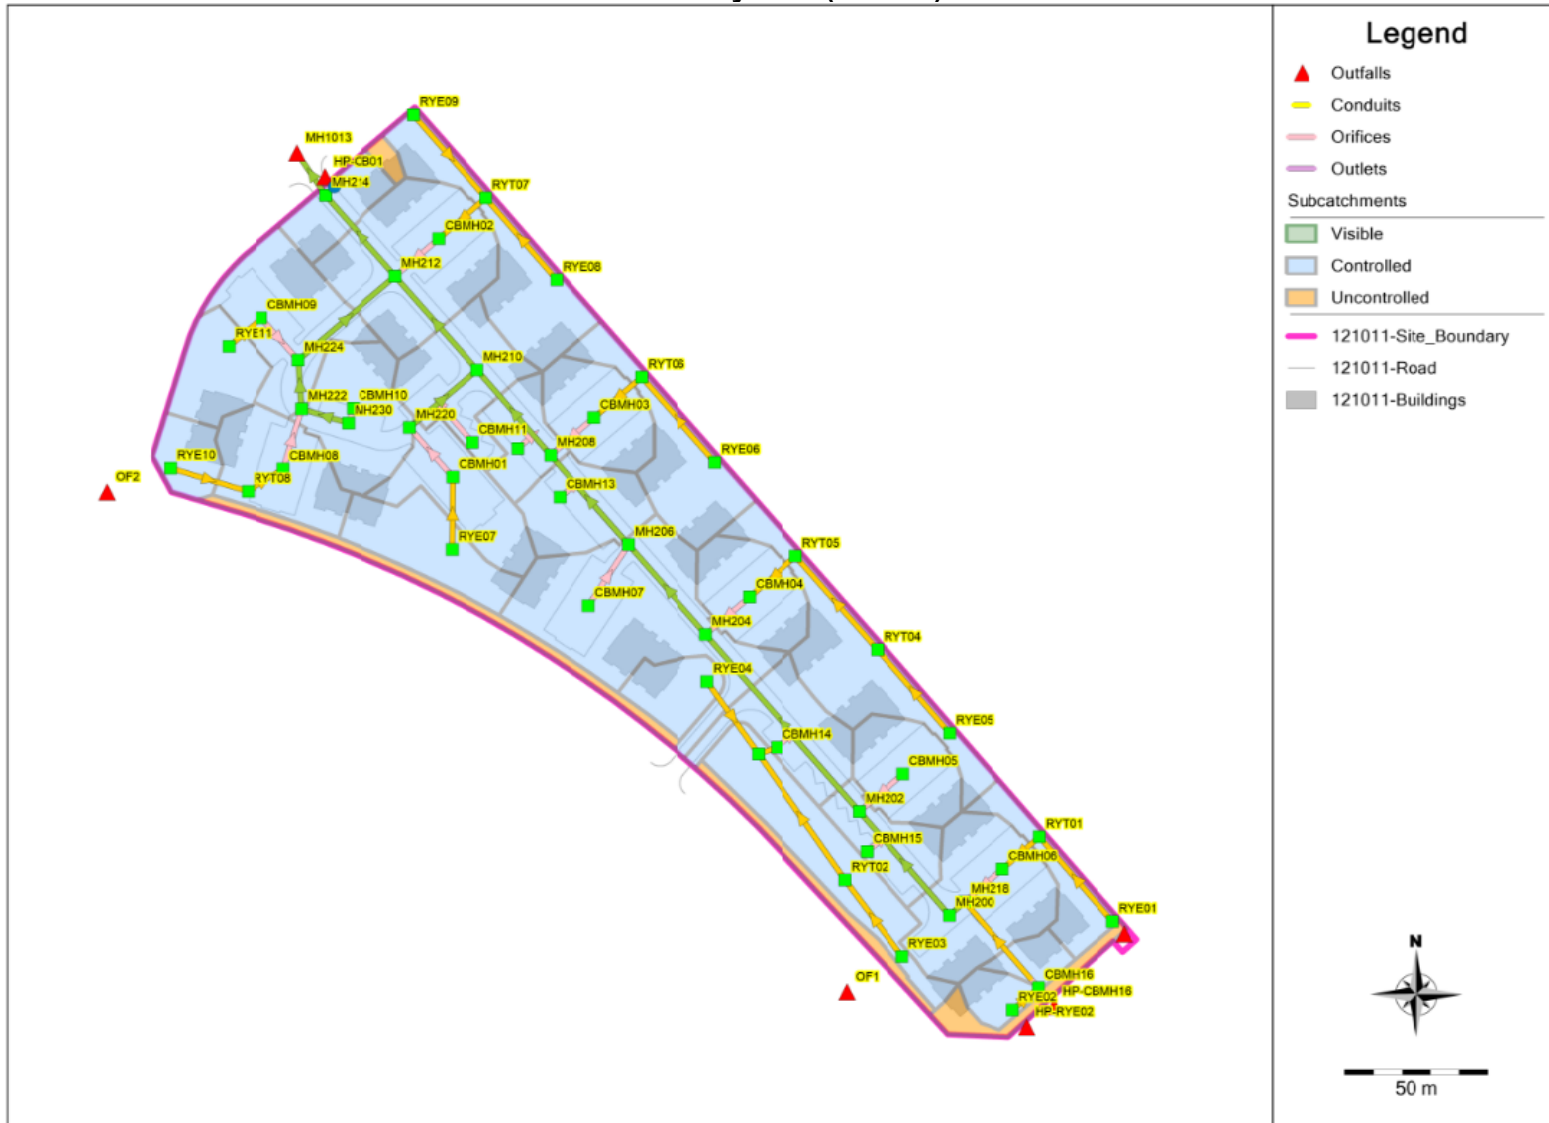 Legend
Outfalls
Conduits
Orifices
Outlets
Subcatchments
Visible
Controlled
Uncontrolled
121011-Site_Boundary
121011-Road
121011-Buildings
N
50 m
RYE09
MH1013
HP-CB01
MH214
RYT07
CBMH02
MH212
RYE08
CBMH09
RYE11
MH224
MH210
RYT06
MH222
CBMH10
MH230
CBMH03
MH220
CBMH11
MH208
RYE10
CBMH08
CBMH01
RYE06
OF2
RYT08
CBMH13
MH206
RYE07
RYT05
CBMH07
CBMH04
MH204
RYT04
RYE04
RYE05
CBMH14
CBMH05
MH202
CBMH15
RYT01
RYT02
CBMH06
MH218
MH200
RYE01
RYE03
OF1
CBMH16
RYE02
HP-CBMH16
HP-RYE02